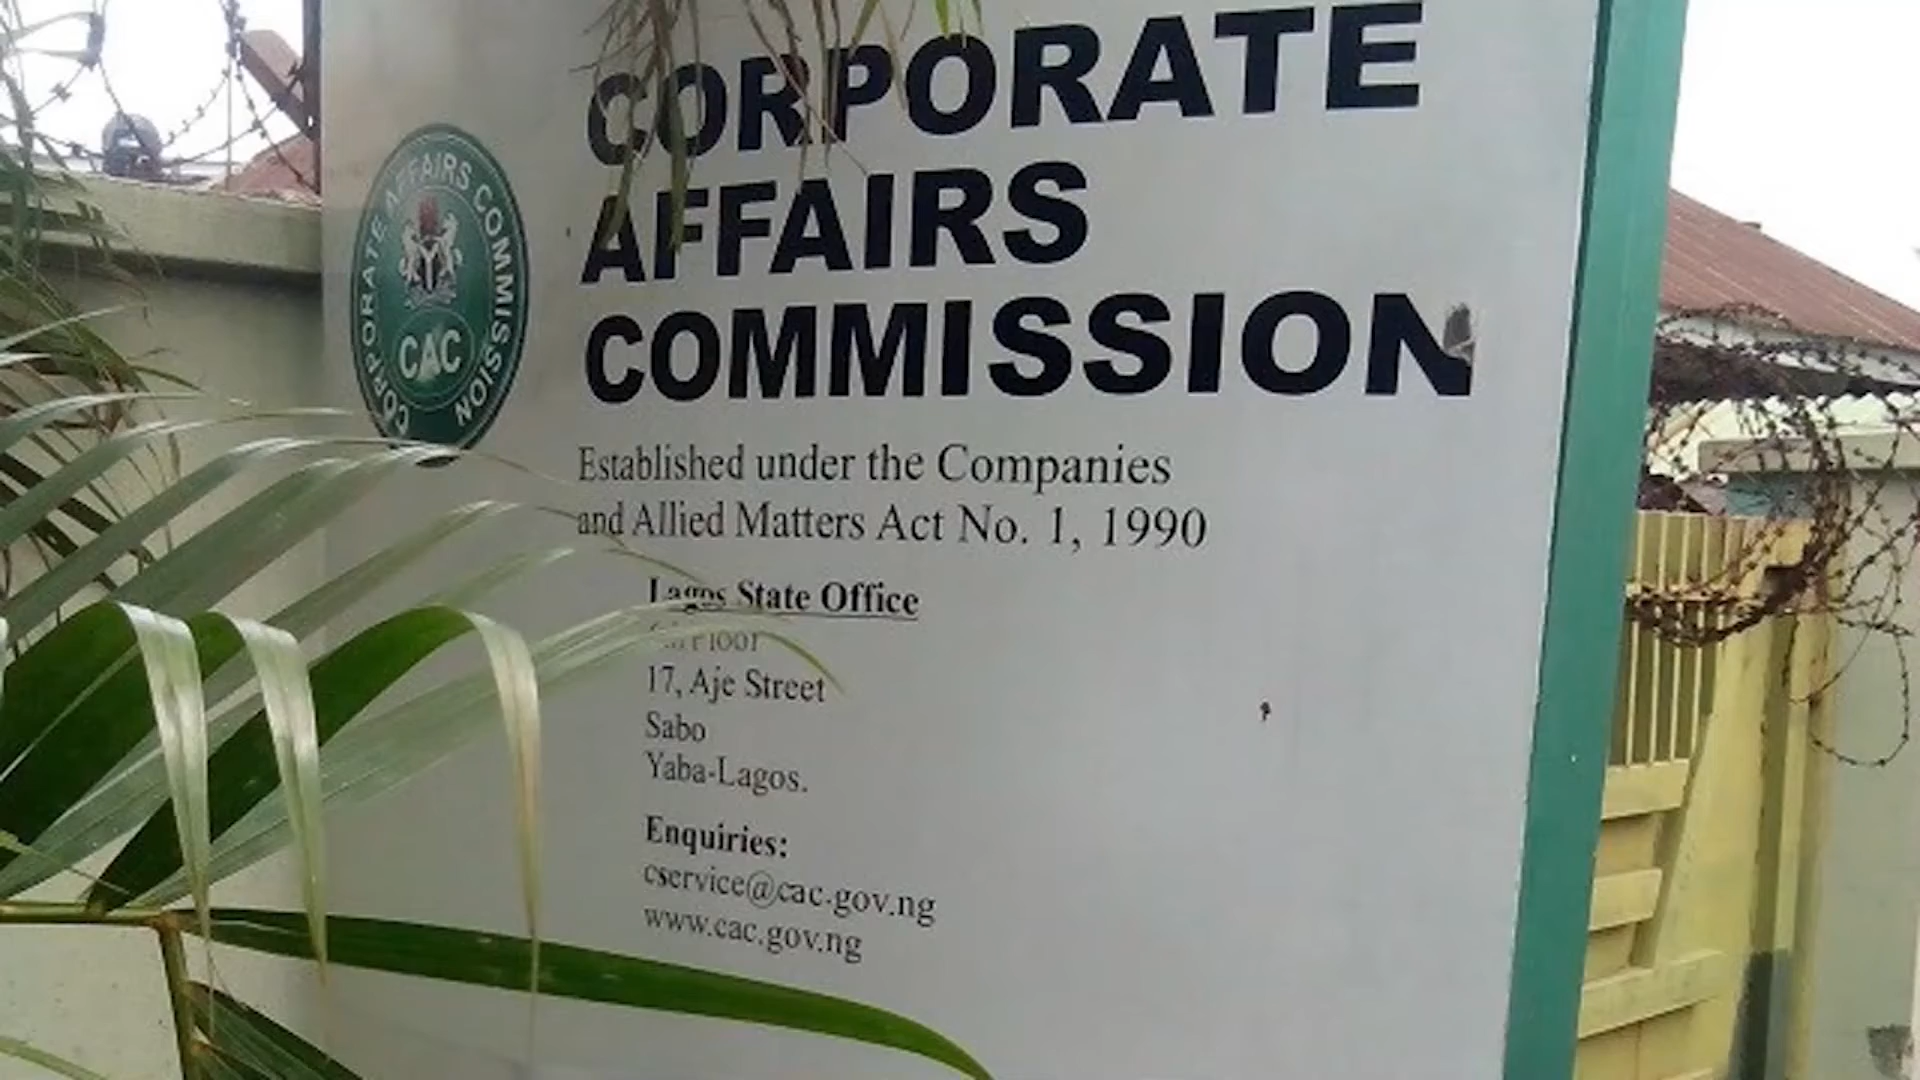 CORPORATE
AFFAIRS
COMMISSION
CORPORATE AFFAIRS COMMISSION
CAC
Established under the Companies
and Allied Matters Act No. 1, 1990
Lagos State Office
Floor
17, Aje Street
Sabo
Yaba-Lagos.
Enquiries:
cservice@cac.gov.ng
www.cac.gov.ng